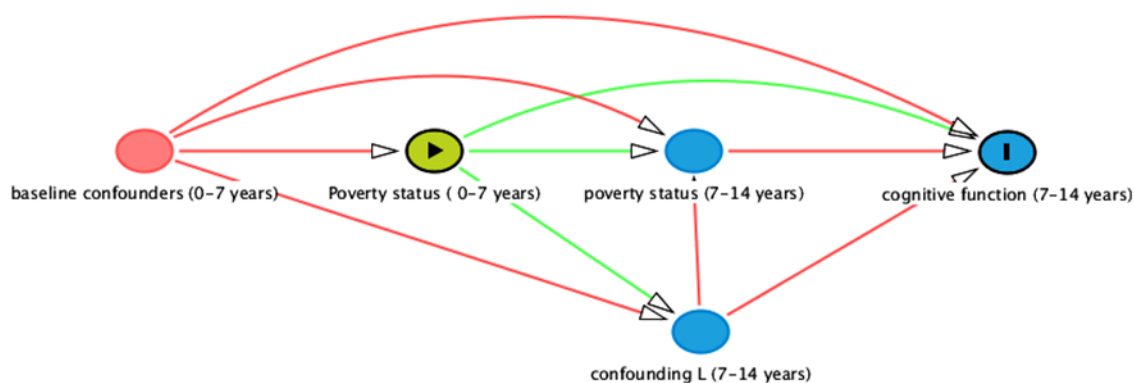 baseline confounders (0-7 years)
Poverty status ( 0-7 years)
poverty status (7-14 years)
cognitive function (7-14 years)
confounding L (7-14 years)